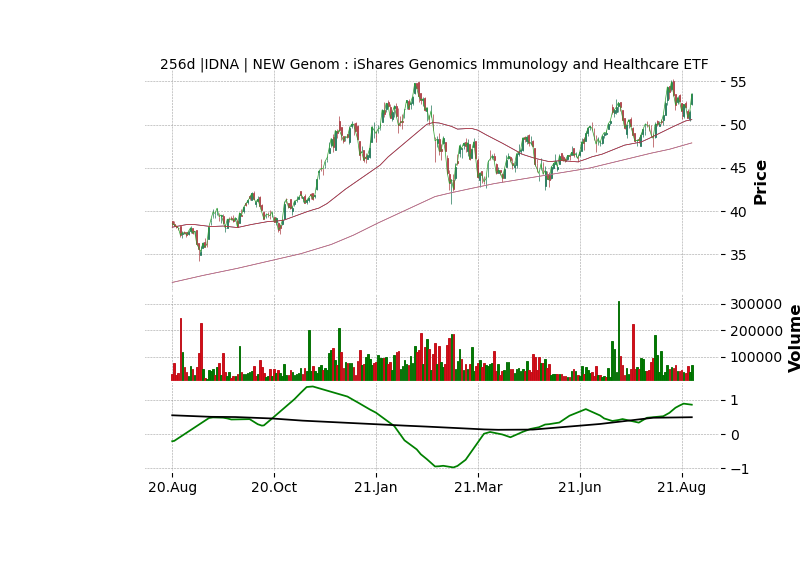 256d |IDNA | NEW Genom : iShares Genomics Immunology and Healthcare ETF
55
50
45
40
35
Price
300000
200000
100000
Volume
1
0
−1
20.Aug 20.Oct 21.Jan 21.Mar 21.Jun 21.Aug